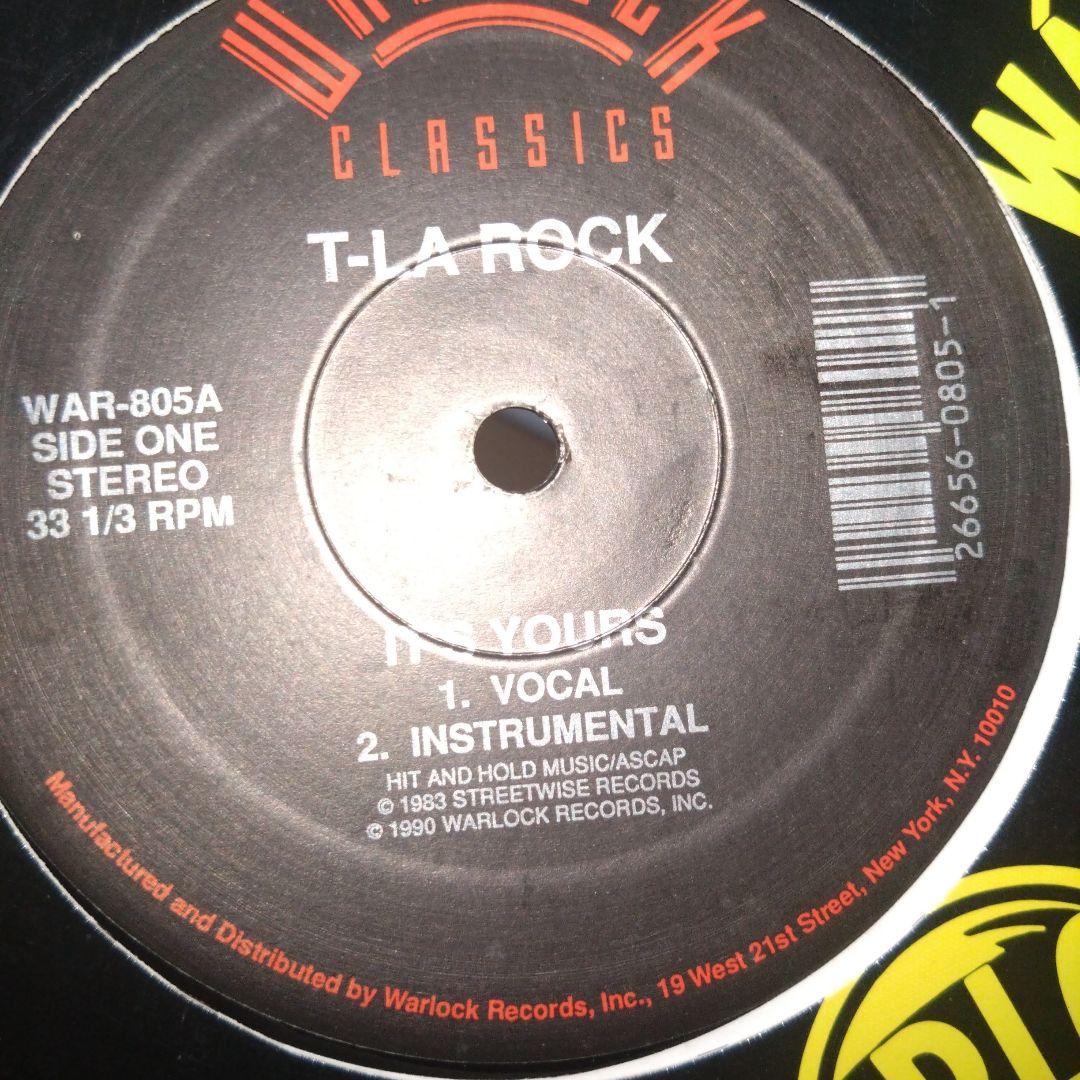 CLASSICS
T-LA ROCK
WAR-805A
SIDE ONE
STEREO
33 1/3 RPM
26656-0805-1
IT'S YOURS
1. VOCAL
2. INSTRUMENTAL
HIT AND HOLD MUSIC/ASCAP
© 1983 STREETWISE RECORDS
© 1990 WARLOCK RECORDS, INC.
Manufactured and Distributed by Warlock Records, Inc., 19 West 21st Street, New York, N.Y. 10010